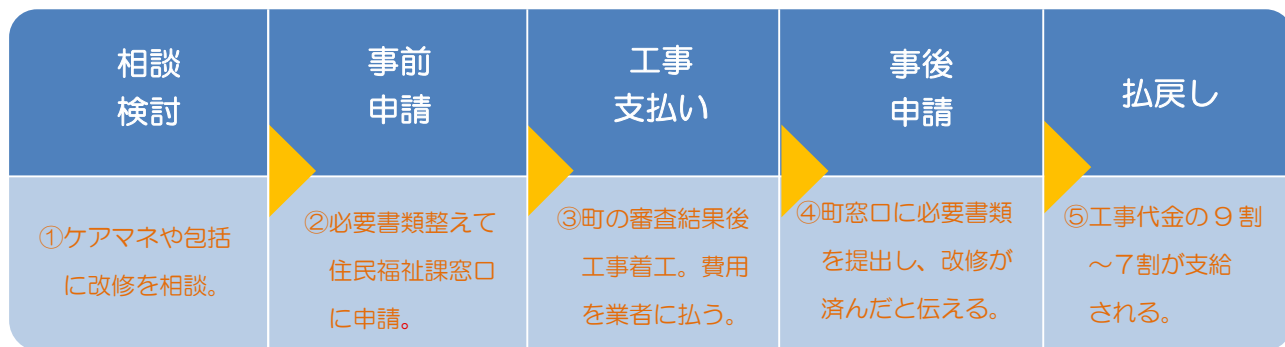 相談
検討
事前
申請
工事
支払い
事後
申請
払戻し
①ケアマネや包括
に改修を相談。
②必要書類整えて
住民福祉課窓口
に申請。
③町の審査結果後
工事着工。費用
を業者に払う。
④町窓口に必要書類
を提出し、改修が
済んだと伝える。
⑤工事代金の9割
～7割が支給
される。